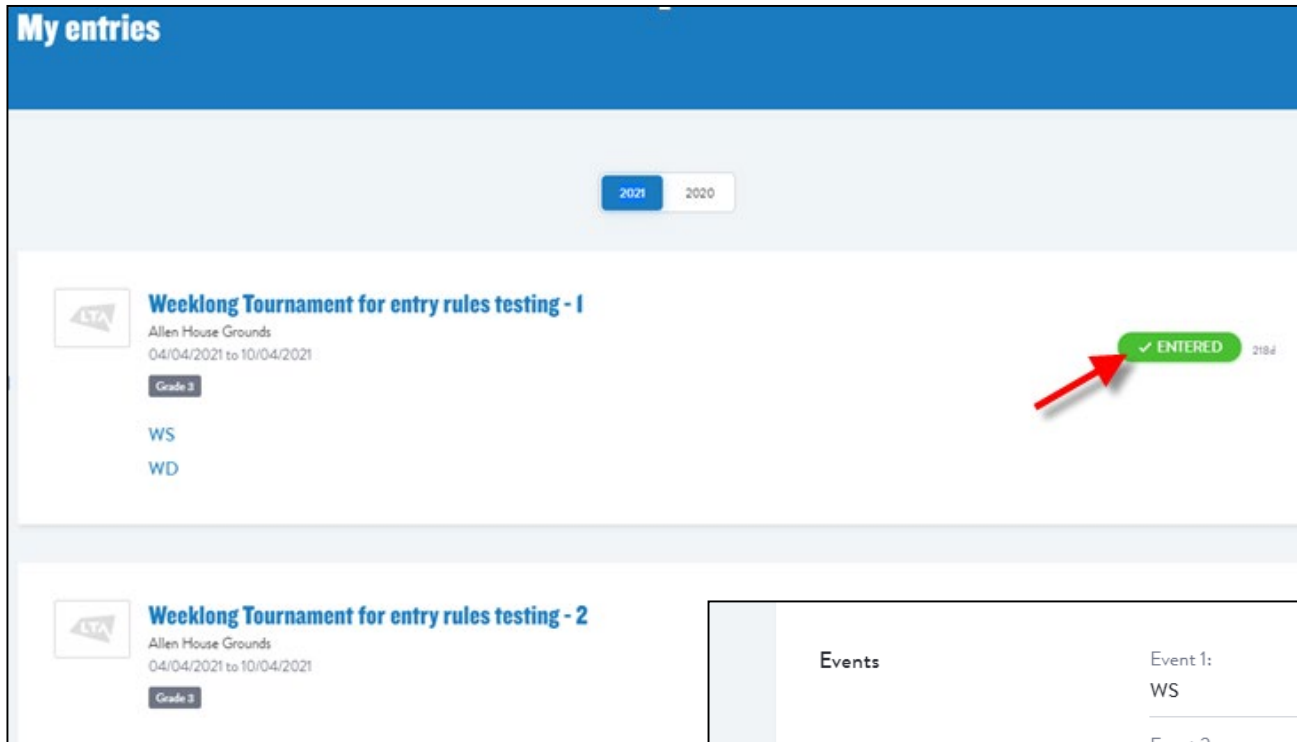 My entries
2021 2020
LTA
Weeklong Tournament for entry rules testing - 1
Allen House Grounds
04/04/2021 to 10/04/2021
✓ ENTERED 218d
Grade 3
WS
WD
LTA
Weeklong Tournament for entry rules testing - 2
Allen House Grounds
04/04/2021 to 10/04/2021
Grade 3
Events
Event 1:
WS